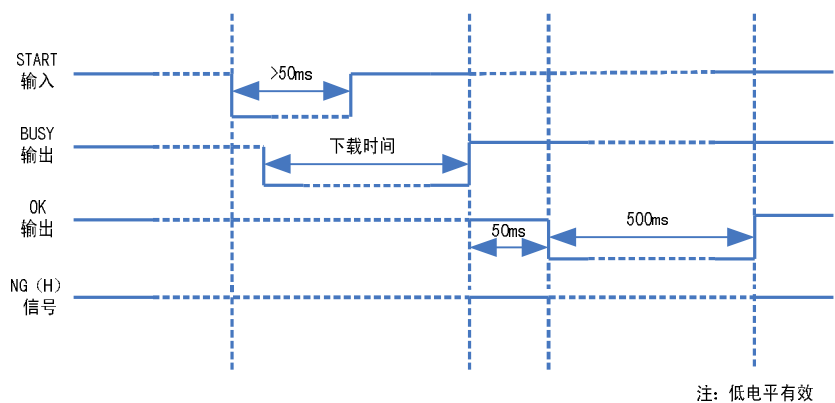 START
输入
>50ms
BUSY
输出
下载时间
OK
输出
50ms
500ms
NG（H）
信号
注：低电平有效